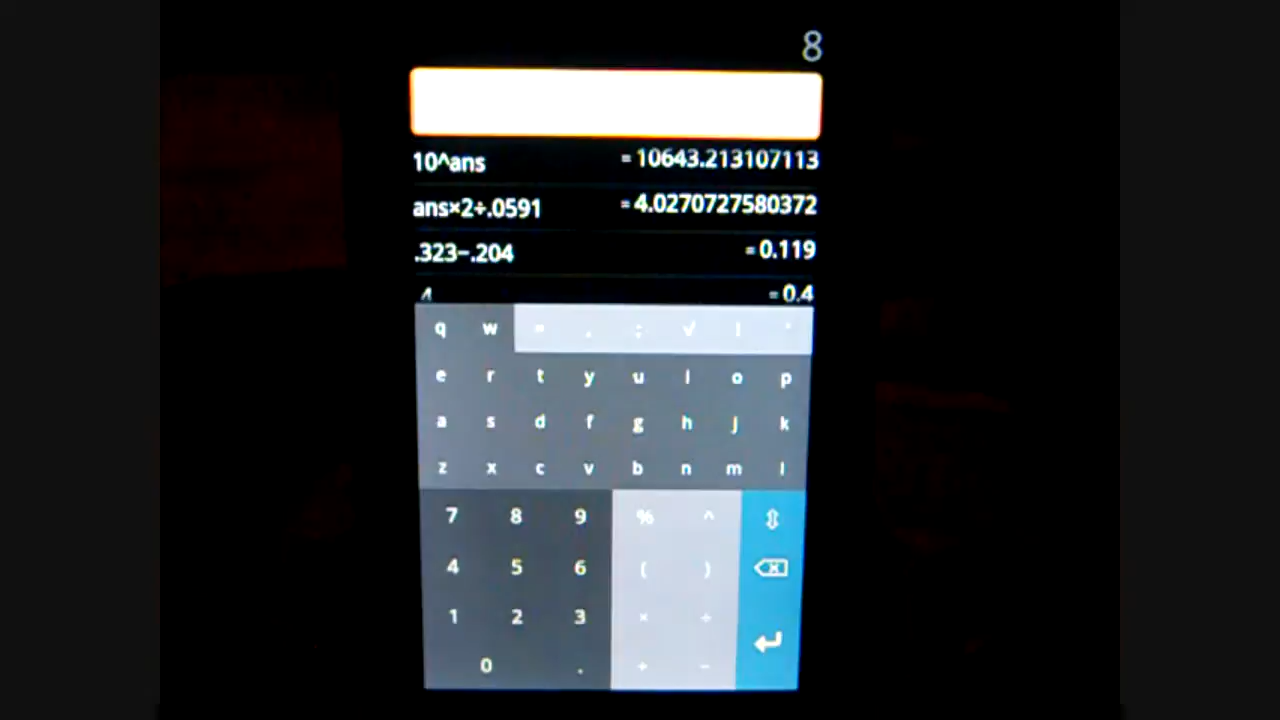 8
10^ans =10643.213107113
ans×2÷.0591 =4.0270727580372
.323−.204 =0.119
.4 =0.4
q w = , ; √ ! '
e r t y u i o p
a s d f g h j k
z x c v b n m l
7 8 9 % ^ ⇧
4 5 6 ( )
1 2 3 × ÷
0 . + −